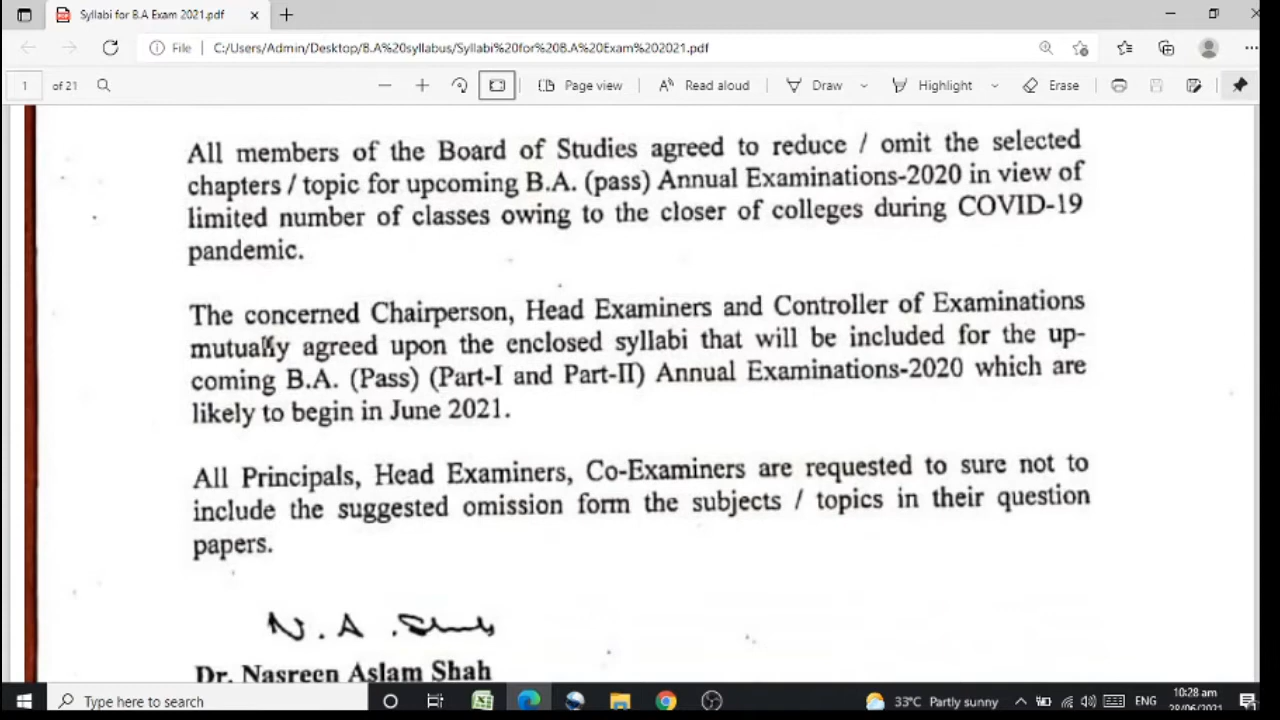 Syllabi for B.A Exam 2021.pdf
File C:/Users/Admin/Desktop/B.A%20syllabus/Syllabi%20for%20B.A%20Exam%202021.pdf
1 of 21 Page view Read aloud Draw Highlight Erase
All members of the Board of Studies agreed to reduce / omit the selected
chapters / topic for upcoming B.A. (pass) Annual Examinations-2020 in view of
limited number of classes owing to the closer of colleges during COVID-19
pandemic.
The concerned Chairperson, Head Examiners and Controller of Examinations
mutually agreed upon the enclosed syllabi that will be included for the up-
coming B.A. (Pass) (Part-I and Part-II) Annual Examinations-2020 which are
likely to begin in June 2021.
All Principals, Head Examiners, Co-Examiners are requested to sure not to
include the suggested omission form the subjects / topics in their question
papers.
N. A. Shah
Dr. Nasreen Aslam Shah
Type here to search 33°C Partly sunny ENG 10:28 am
28/06/2021